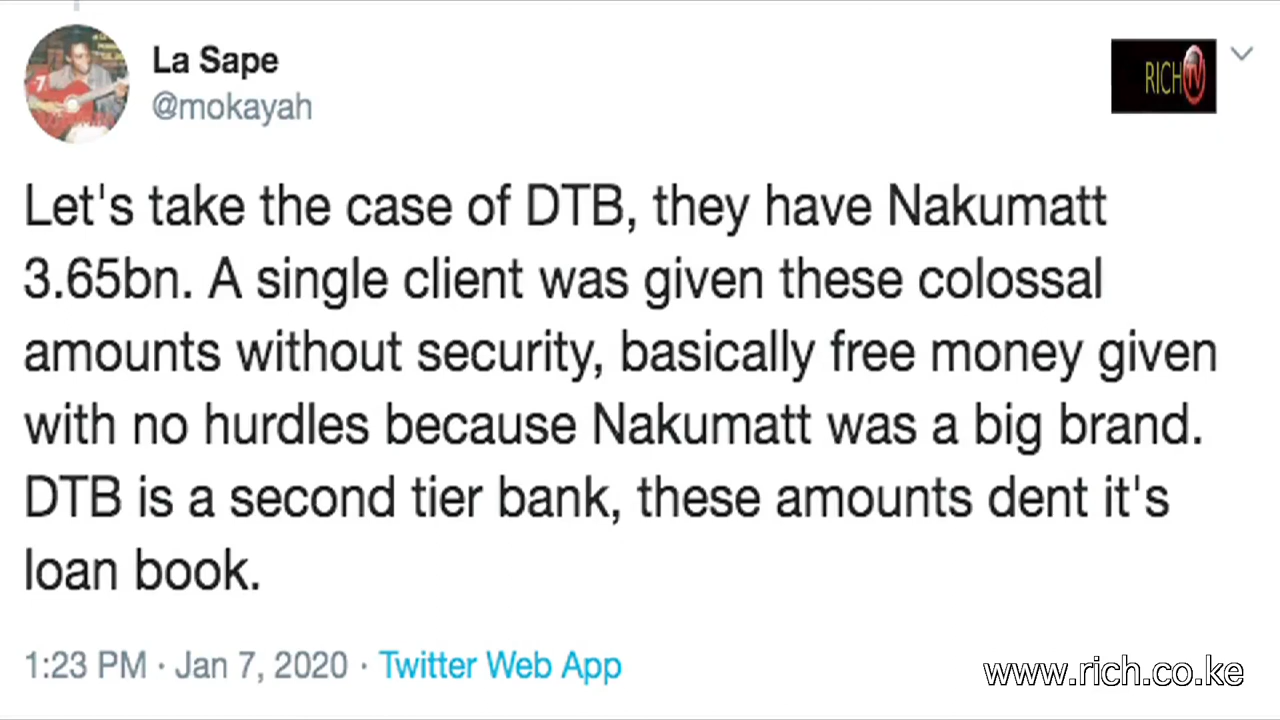 La Sape
@mokayah
RICH TV
Let's take the case of DTB, they have Nakumatt
3.65bn. A single client was given these colossal
amounts without security, basically free money given
with no hurdles because Nakumatt was a big brand.
DTB is a second tier bank, these amounts dent it's
loan book.
1:23 PM · Jan 7, 2020 · Twitter Web App
www.rich.co.ke